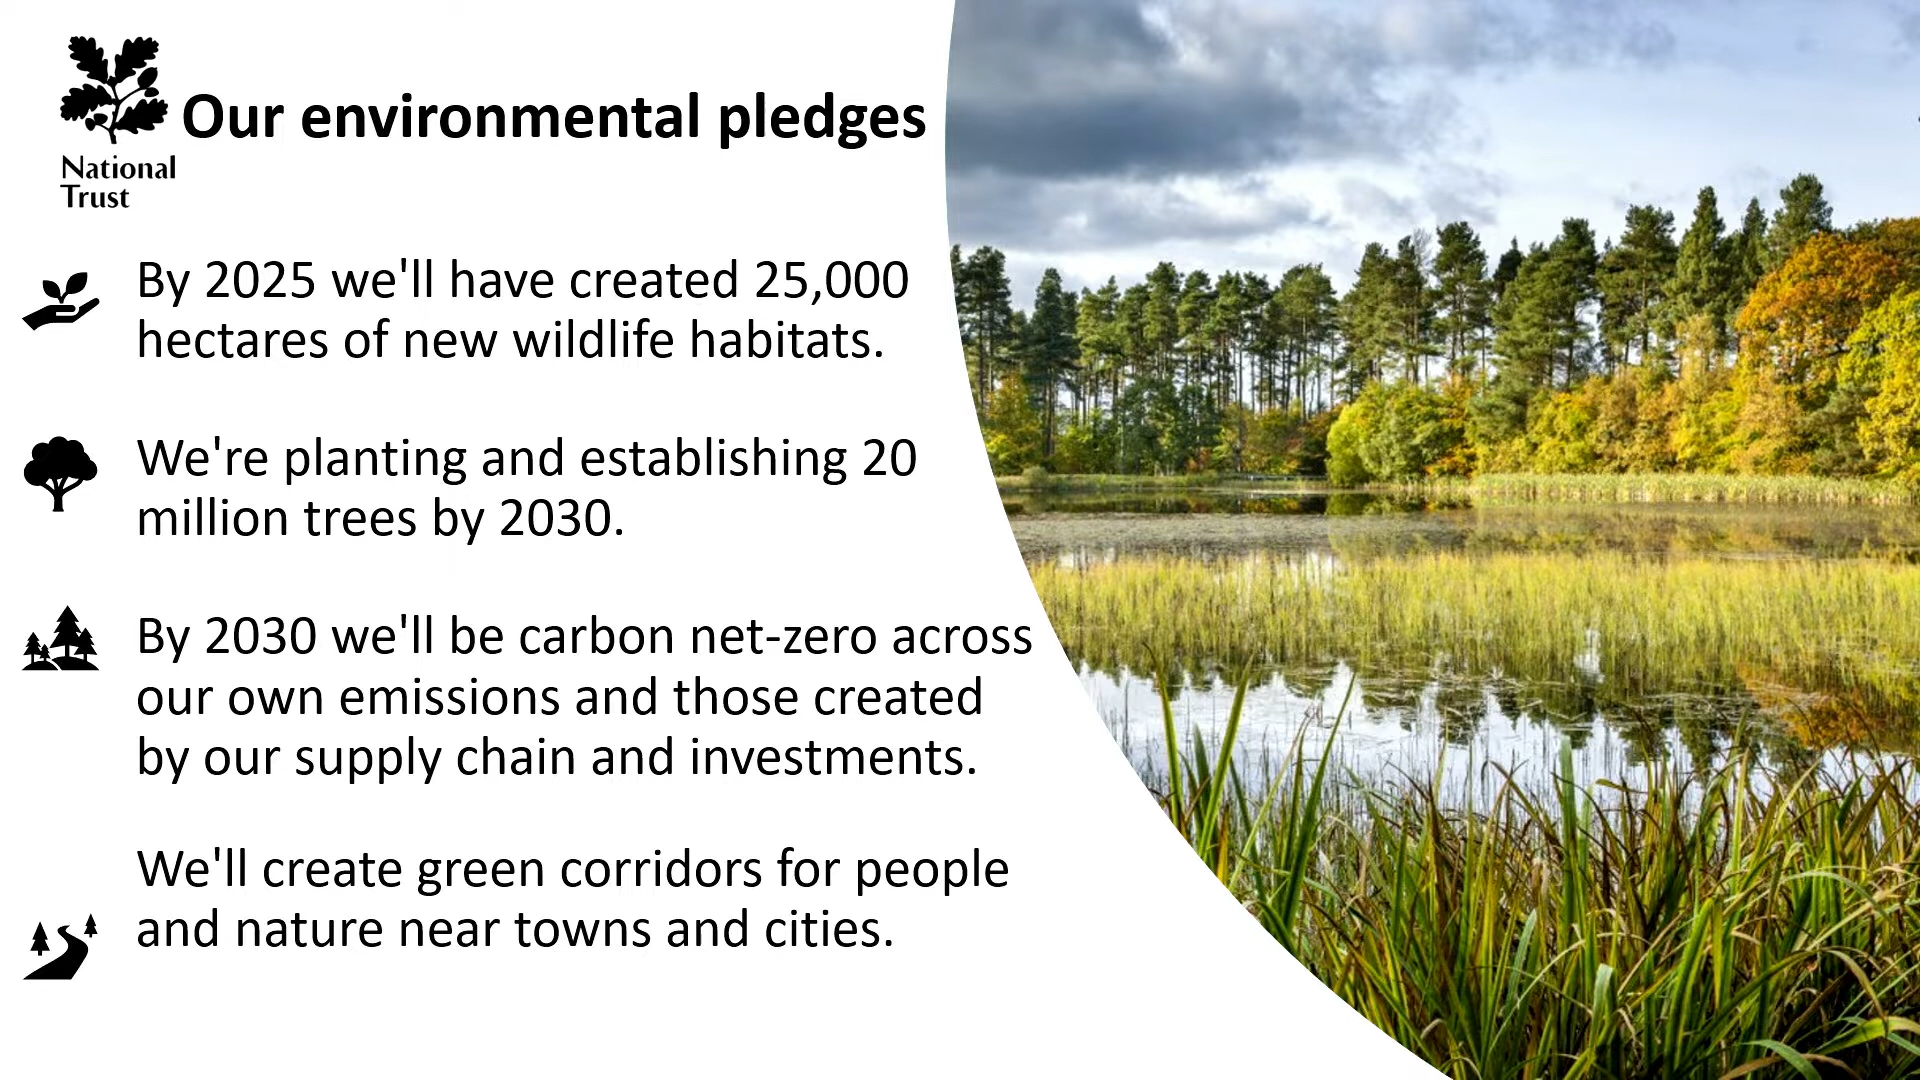 National
Trust
Our environmental pledges
By 2025 we'll have created 25,000
hectares of new wildlife habitats.
We're planting and establishing 20
million trees by 2030.
By 2030 we'll be carbon net-zero across
our own emissions and those created
by our supply chain and investments.
We'll create green corridors for people
and nature near towns and cities.